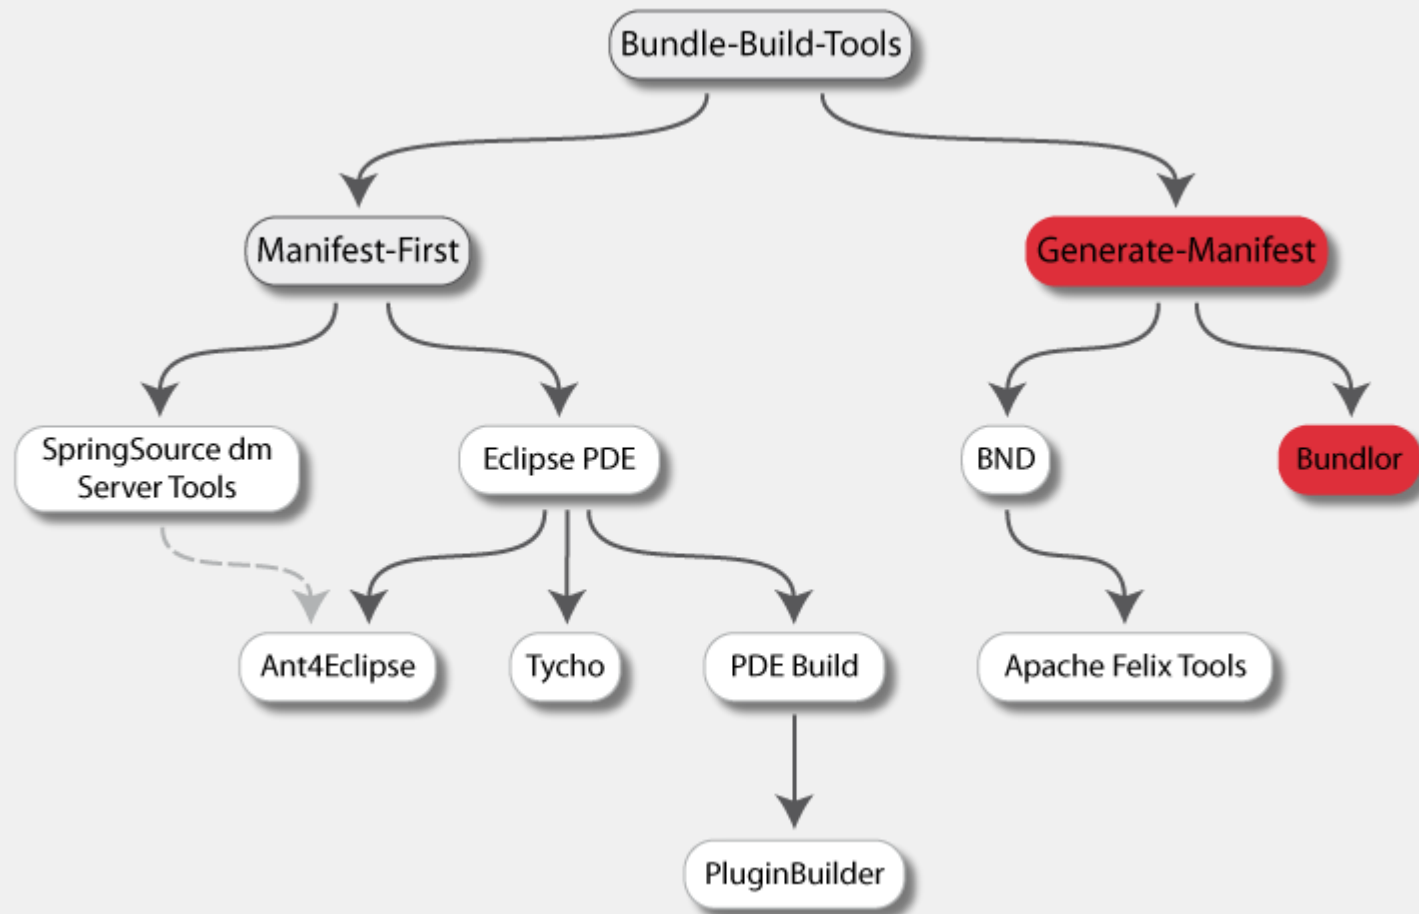 Bundle-Build-Tools
Manifest-First
Generate-Manifest
SpringSource dm
Server Tools
Eclipse PDE
BND
Bundlor
Ant4Eclipse
Tycho
PDE Build
Apache Felix Tools
PluginBuilder